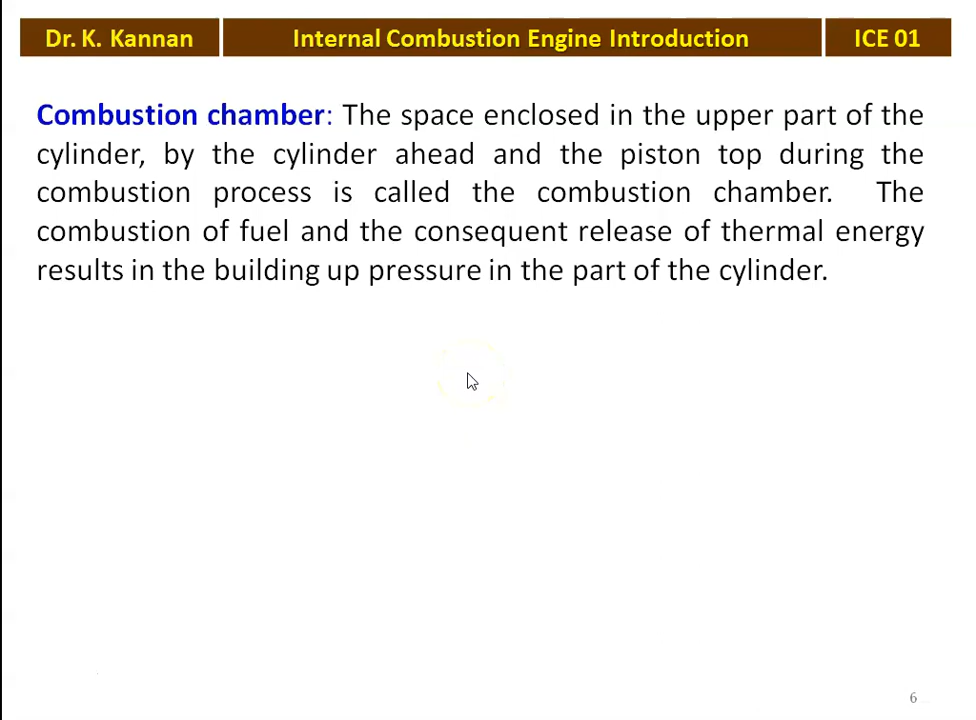 Dr. K. Kannan
Internal Combustion Engine Introduction
ICE 01
Combustion chamber: The space enclosed in the upper part of the
cylinder, by the cylinder ahead and the piston top during the
combustion process is called the combustion chamber. The
combustion of fuel and the consequent release of thermal energy
results in the building up pressure in the part of the cylinder.
6